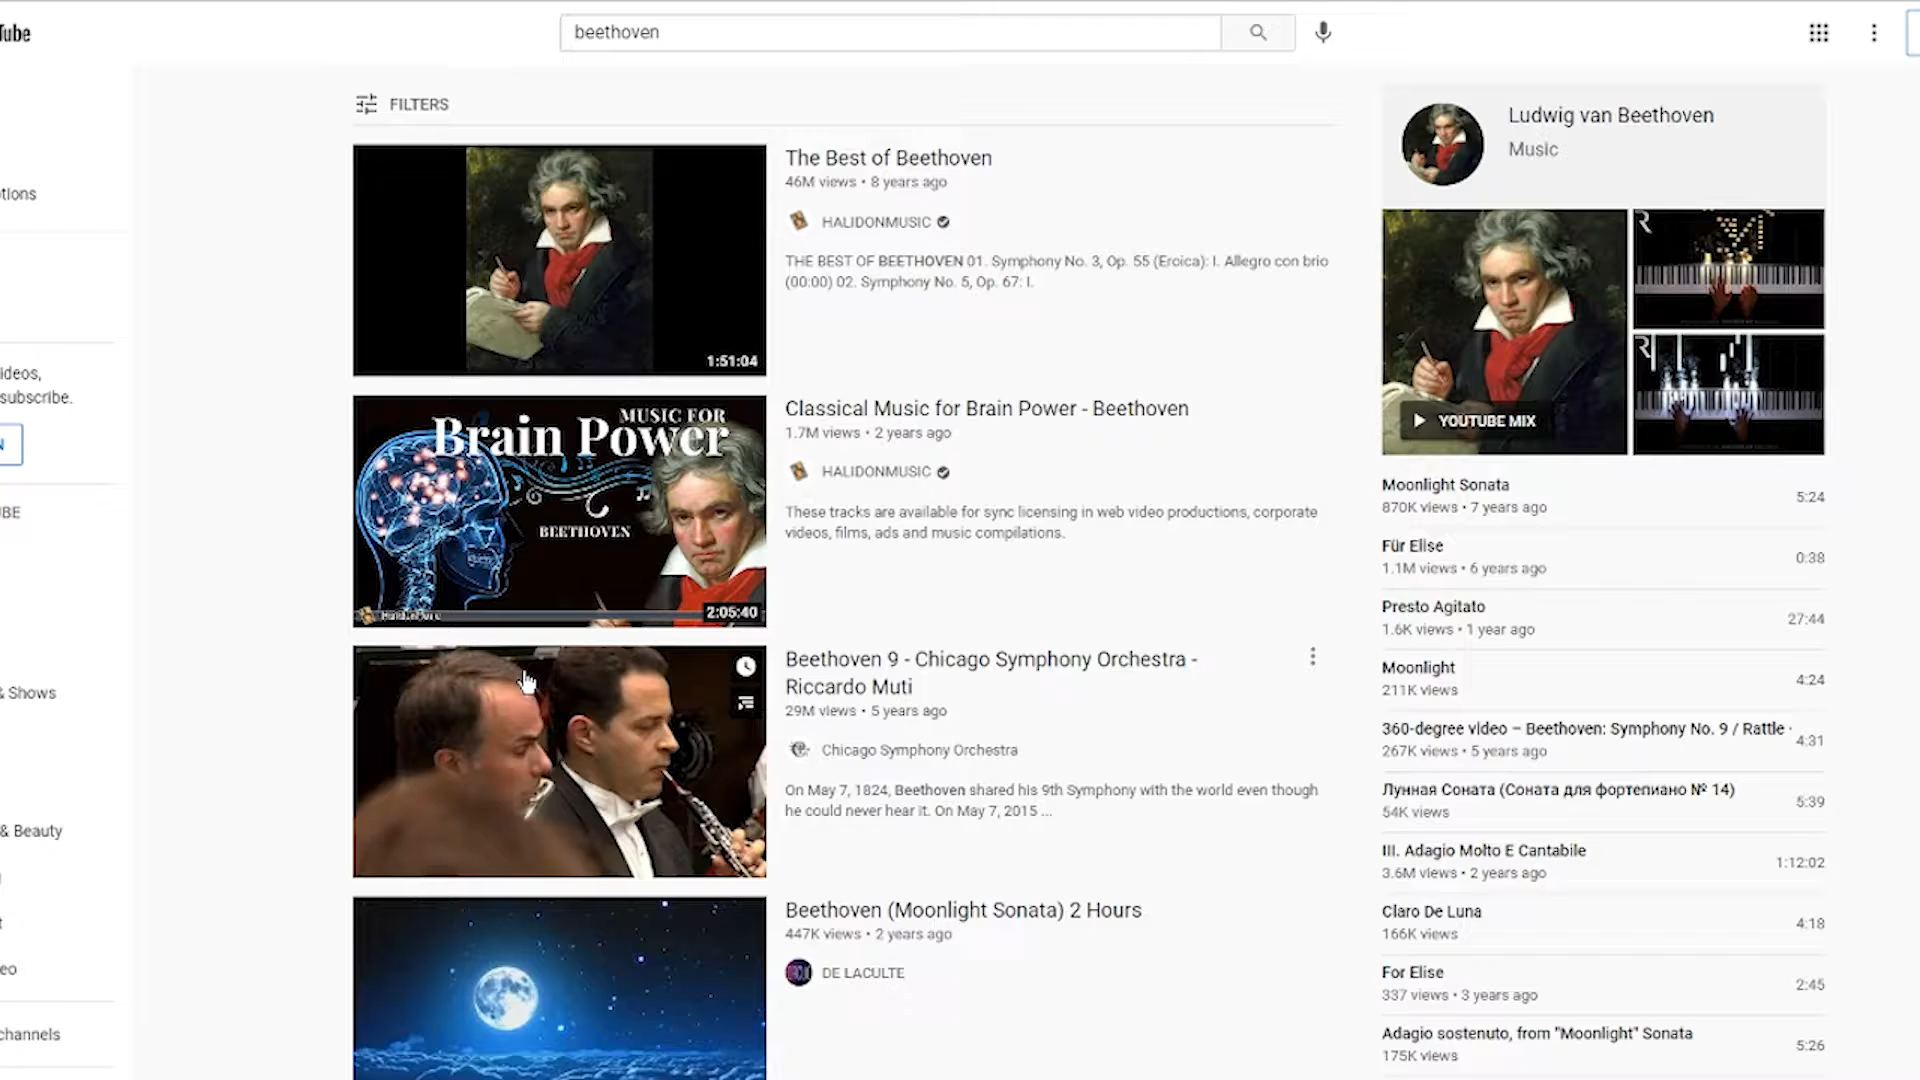 Tube
beethoven
FILTERS
The Best of Beethoven
46M views • 8 years ago
HALIDONMUSIC
THE BEST OF BEETHOVEN 01. Symphony No. 3, Op. 55 (Eroica): I. Allegro con brio
(00:00) 02. Symphony No. 5, Op. 67: I.
1:51:04
MUSIC FOR
Brain Power
BEETHOVEN
HalidonMusic
2:05:40
Classical Music for Brain Power - Beethoven
1.7M views • 2 years ago
HALIDONMUSIC
These tracks are available for sync licensing in web video productions, corporate
videos, films, ads and music compilations.
Beethoven 9 - Chicago Symphony Orchestra -
Riccardo Muti
29M views • 5 years ago
Chicago Symphony Orchestra
On May 7, 1824, Beethoven shared his 9th Symphony with the world even though
he could never hear it. On May 7, 2015 ...
Beethoven (Moonlight Sonata) 2 Hours
447K views • 2 years ago
DE LACULTE
Ludwig van Beethoven
Music
R
R
YOUTUBE MIX
Moonlight Sonata
870K views • 7 years ago
5:24
Für Elise
1.1M views • 6 years ago
0:38
Presto Agitato
1.6K views • 1 year ago
27:44
Moonlight
211K views
4:24
360-degree video – Beethoven: Symphony No. 9 / Rattle ·
267K views • 5 years ago
4:31
Лунная Соната (Соната для фортепиано № 14)
54K views
5:39
III. Adagio Molto E Cantabile
3.6M views • 2 years ago
1:12:02
Claro De Luna
166K views
4:18
For Elise
337 views • 3 years ago
2:45
Adagio sostenuto, from "Moonlight" Sonata
175K views
5:26
tions
ideos,
subscribe.
N
BE
& Shows
& Beauty
t
eo
channels